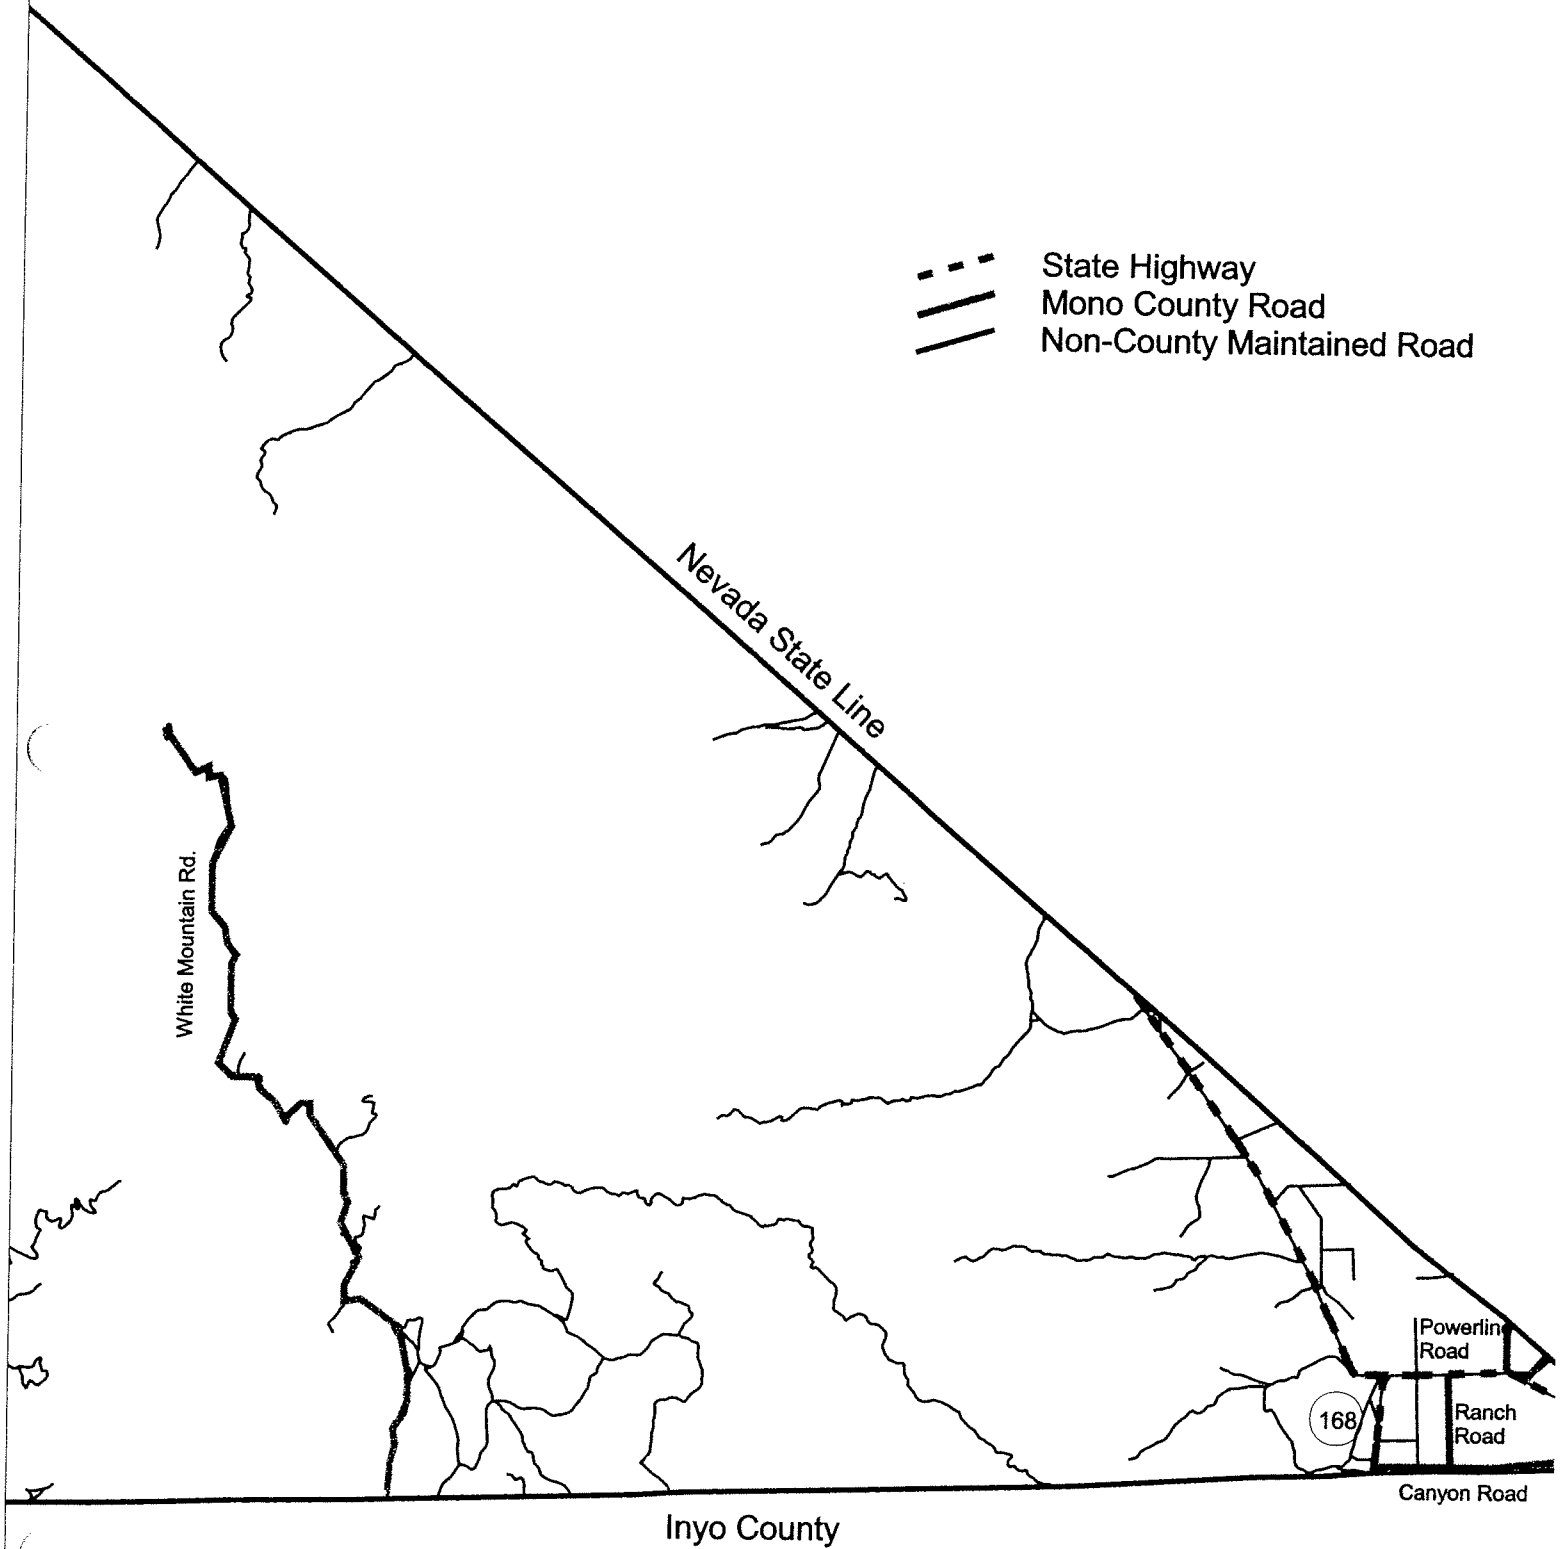 State Highway
Mono County Road
Non-County Maintained Road
Nevada State Line
White Mountain Rd.
Powerlin
Road
168
Ranch
Road
Canyon Road
Inyo County